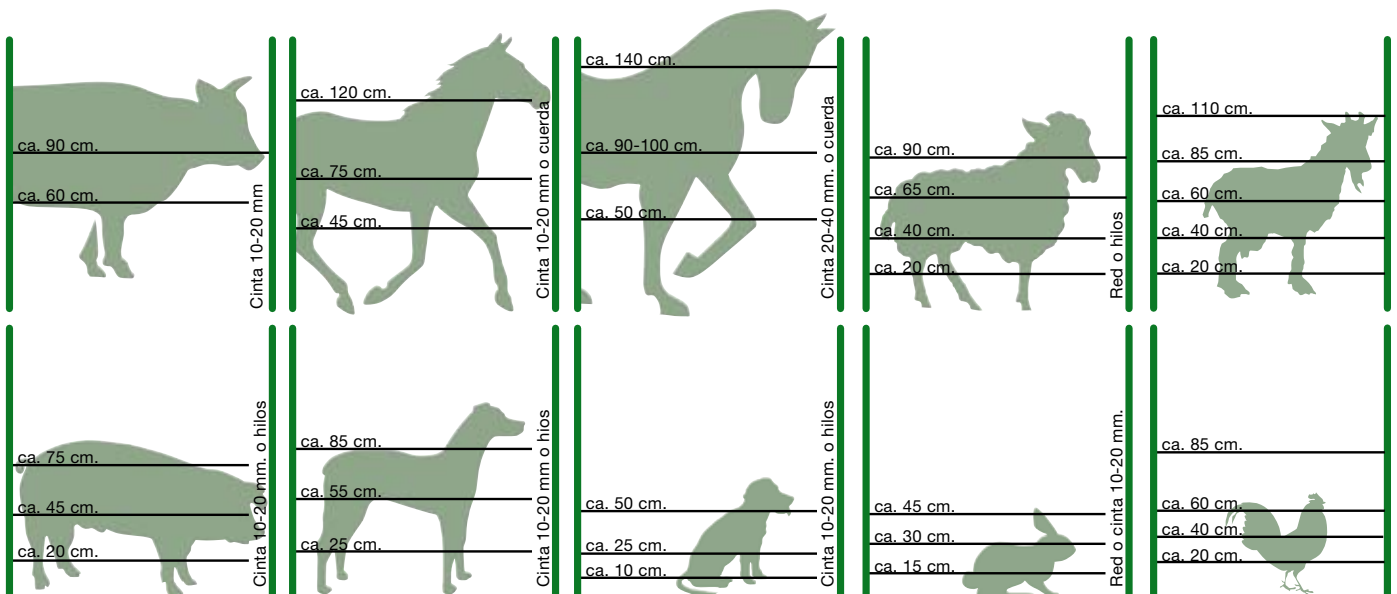 ca. 90 cm.
ca. 60 cm.
Cinta 10-20 mm
ca. 120 cm.
ca. 75 cm.
ca. 45 cm.
Cinta 10-20 mm o cuerda
ca. 140 cm.
ca. 90-100 cm.
ca. 50 cm.
Cinta 20-40 mm. o cuerda
ca. 90 cm.
ca. 65 cm.
ca. 40 cm.
ca. 20 cm.
Red o hilos
ca. 110 cm.
ca. 85 cm.
ca. 60 cm.
ca. 40 cm.
ca. 20 cm.
ca. 75 cm.
ca. 45 cm.
ca. 20 cm.
Cinta 10-20 mm. o hilos
ca. 85 cm.
ca. 55 cm.
ca. 25 cm.
Cinta 10-20 mm o hios
ca. 50 cm.
ca. 25 cm.
ca. 10 cm.
Cinta 10-20 mm. o hilos
ca. 45 cm.
ca. 30 cm.
ca. 15 cm.
Red o cinta 10-20 mm.
ca. 85 cm.
ca. 60 cm.
ca. 40 cm.
ca. 20 cm.